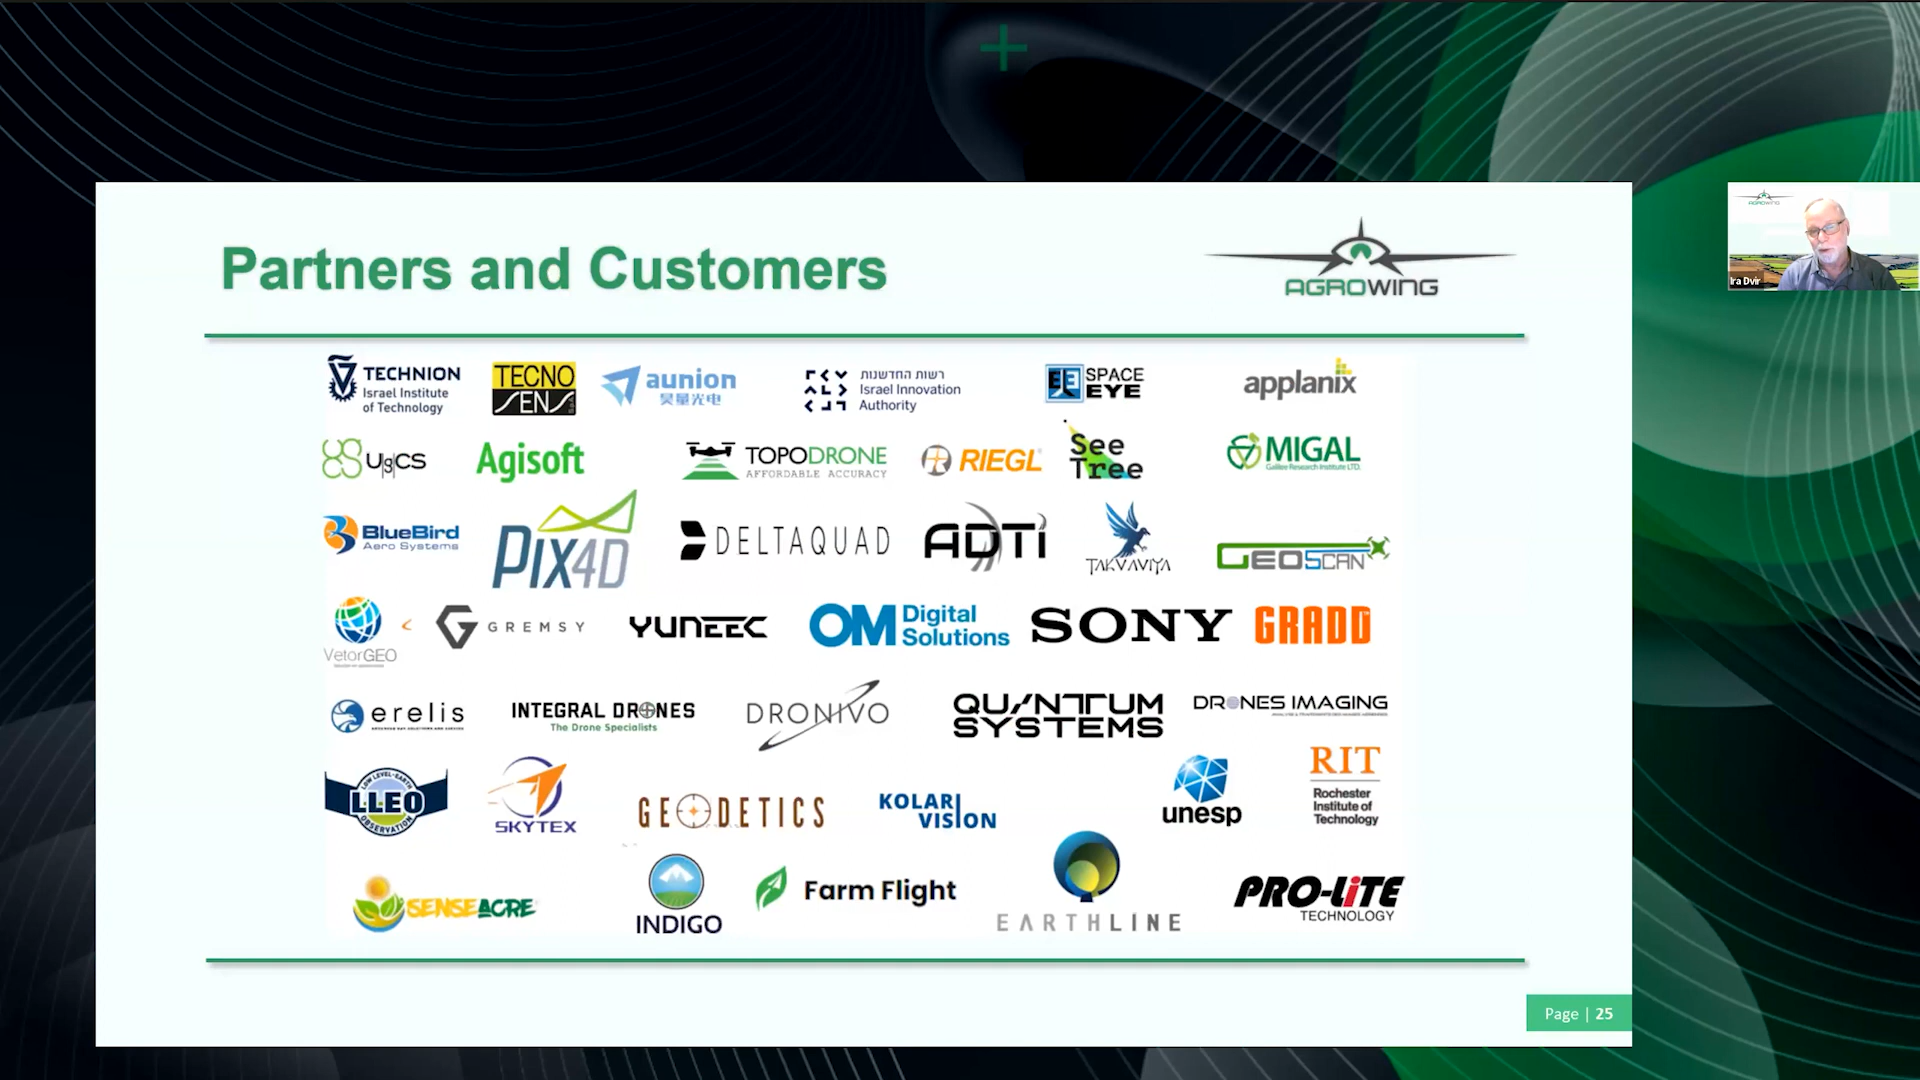 Partners and Customers
AGROWING
AGROWING
Ira Dvir
TECHNION
Israel Institute
of Technology
TECNO
SENS
aunion
昊量光电
רשות החדשנות
Israel Innovation
Authority
SPACE
EYE
applanix
UgCS
Agisoft
TOPODRONE
AFFORDABLE ACCURACY
RIEGL
See
Tree
MIGAL
Galilee Research Institute LTD.
BlueBird
Aero Systems
PIX4D
DELTAQUAD
ADTi
TAKVAVIYA
GEOSCAN
VetorGEO
GREMSY
YUNEEC
OM Digital
Solutions
SONY
GRADD
erelis
INTEGRAL DRONES
The Drone Specialists
DRONIVO
QUANTUM
SYSTEMS
DRONES IMAGING
LOW LEVEL-EARTH
LLEO
OBSERVATION
SKYTEX
GEODETICS
KOLARI
VISION
unesp
RIT
Rochester
Institute of
Technology
SENSEACRE
INDIGO
Farm Flight
EARTHLINE
PRO-LiTE
TECHNOLOGY
Page | 25